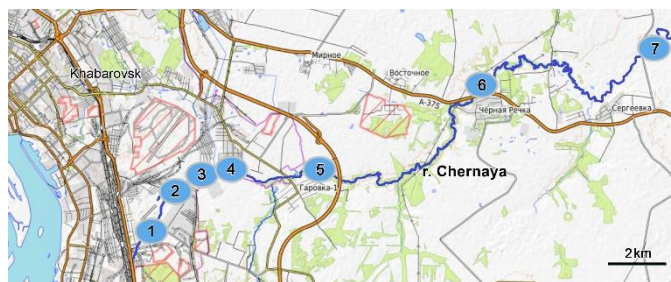 7
Мирное
Khabarovsk
Восточное
6
А-375
Чёрная Речка
Сергеевка
3
4
5
r. Chernaya
2
Гаровка-1
1
2km